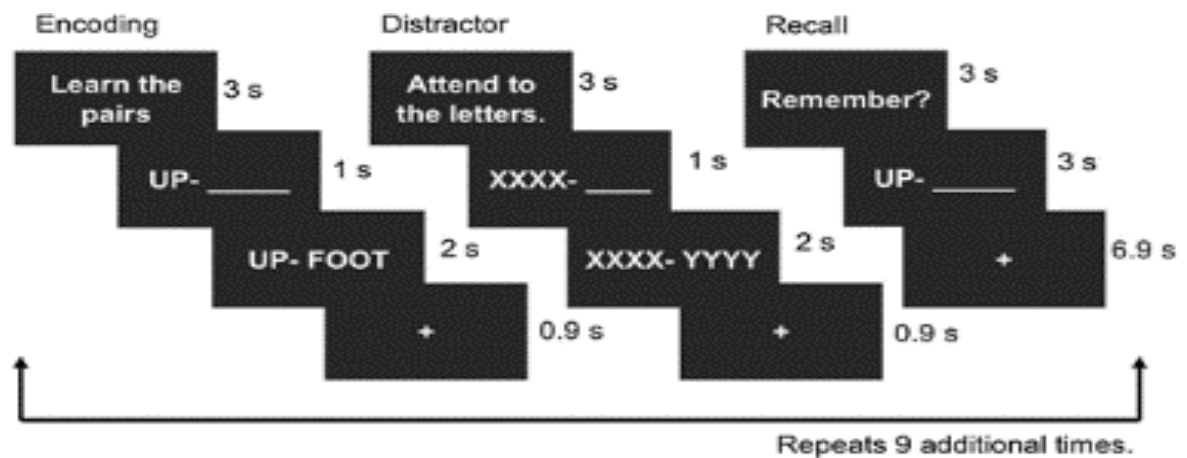 Encoding
Learn the
pairs
3 s
UP- _____
1 s
UP- FOOT
2 s
+
0.9 s
Distractor
Attend to
the letters.
3 s
XXXX- ____
1 s
XXXX- YYYY
2 s
+
0.9 s
Recall
Remember?
3 s
UP- _____
3 s
+
6.9 s
Repeats 9 additional times.